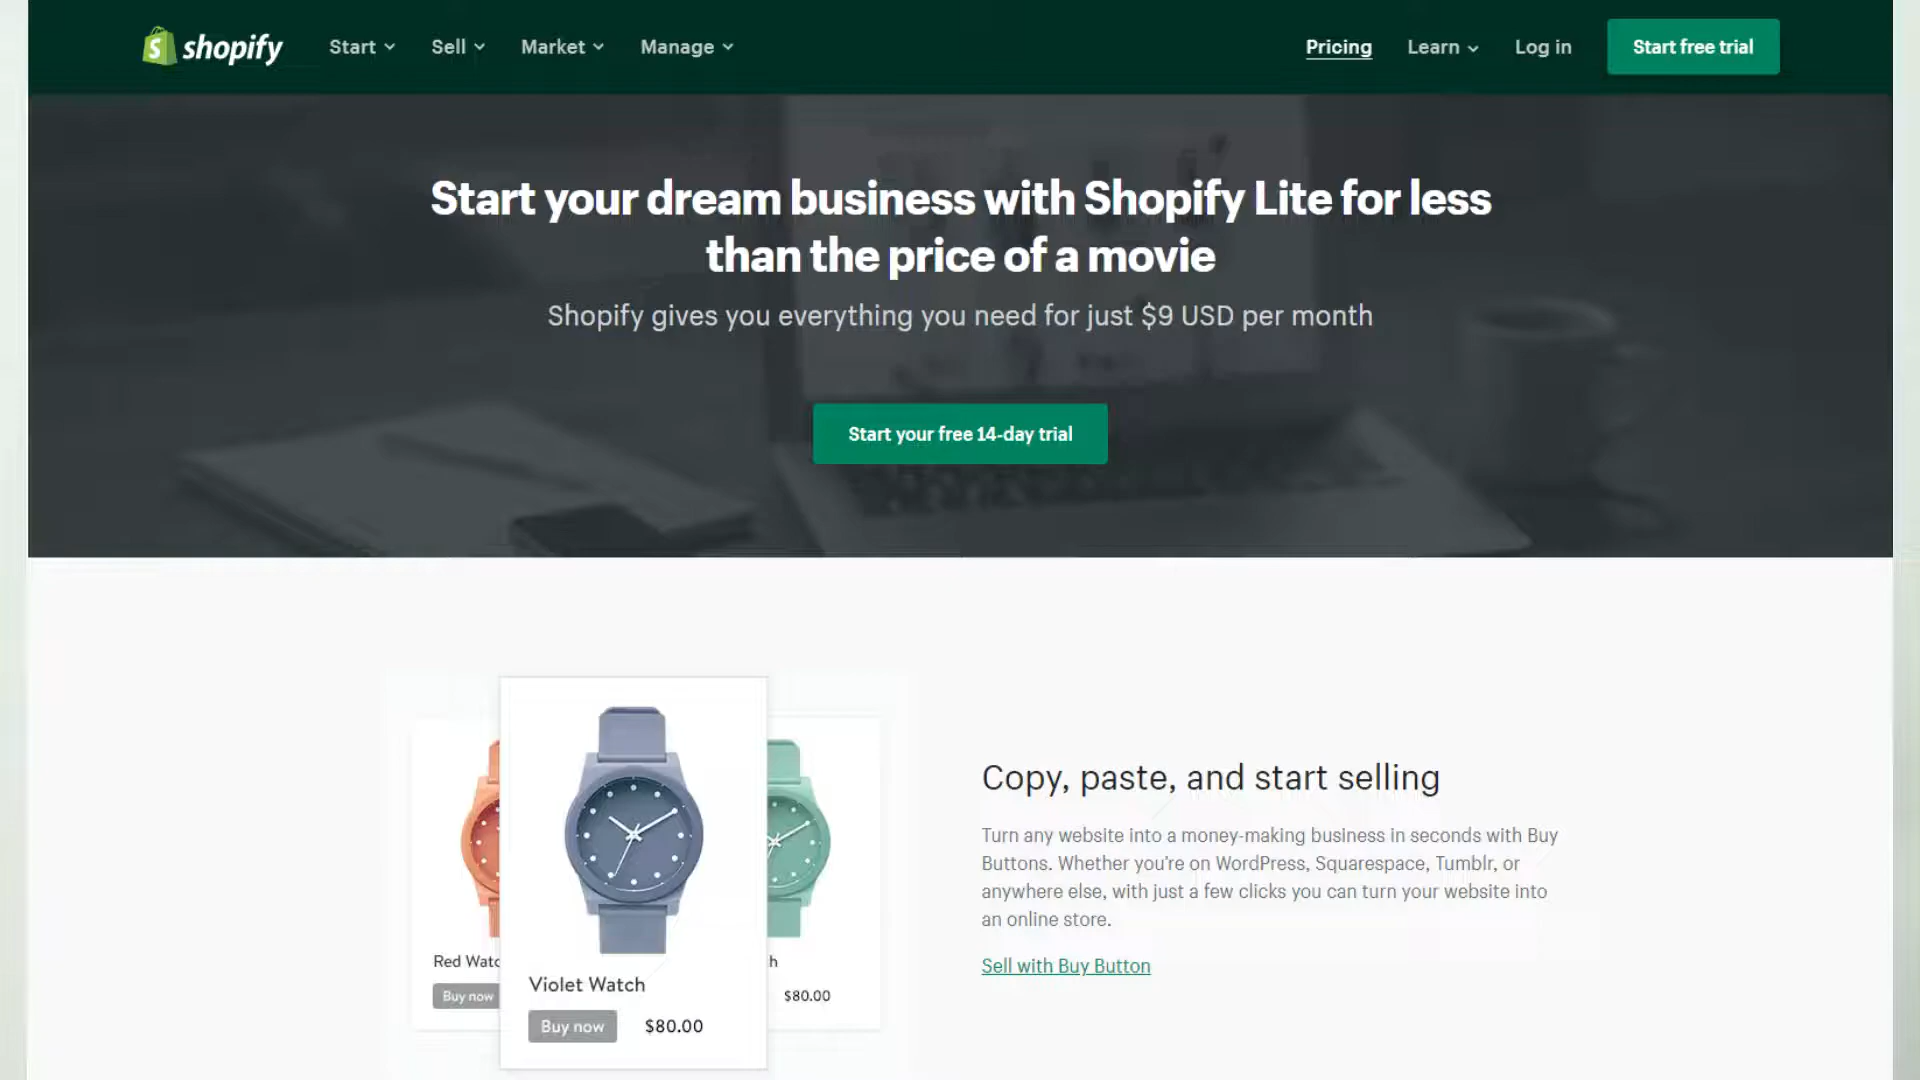 shopify
Start
Sell
Market
Manage
Pricing
Learn
Log in
Start free trial
Start your dream business with Shopify Lite for less
than the price of a movie
Shopify gives you everything you need for just $9 USD per month
Start your free 14-day trial
Red Watc
Buy now
Violet Watch
Buy now
$80.00
h
$80.00
Copy, paste, and start selling
Turn any website into a money-making business in seconds with Buy
Buttons. Whether you're on WordPress, Squarespace, Tumblr, or
anywhere else, with just a few clicks you can turn your website into
an online store.
Sell with Buy Button